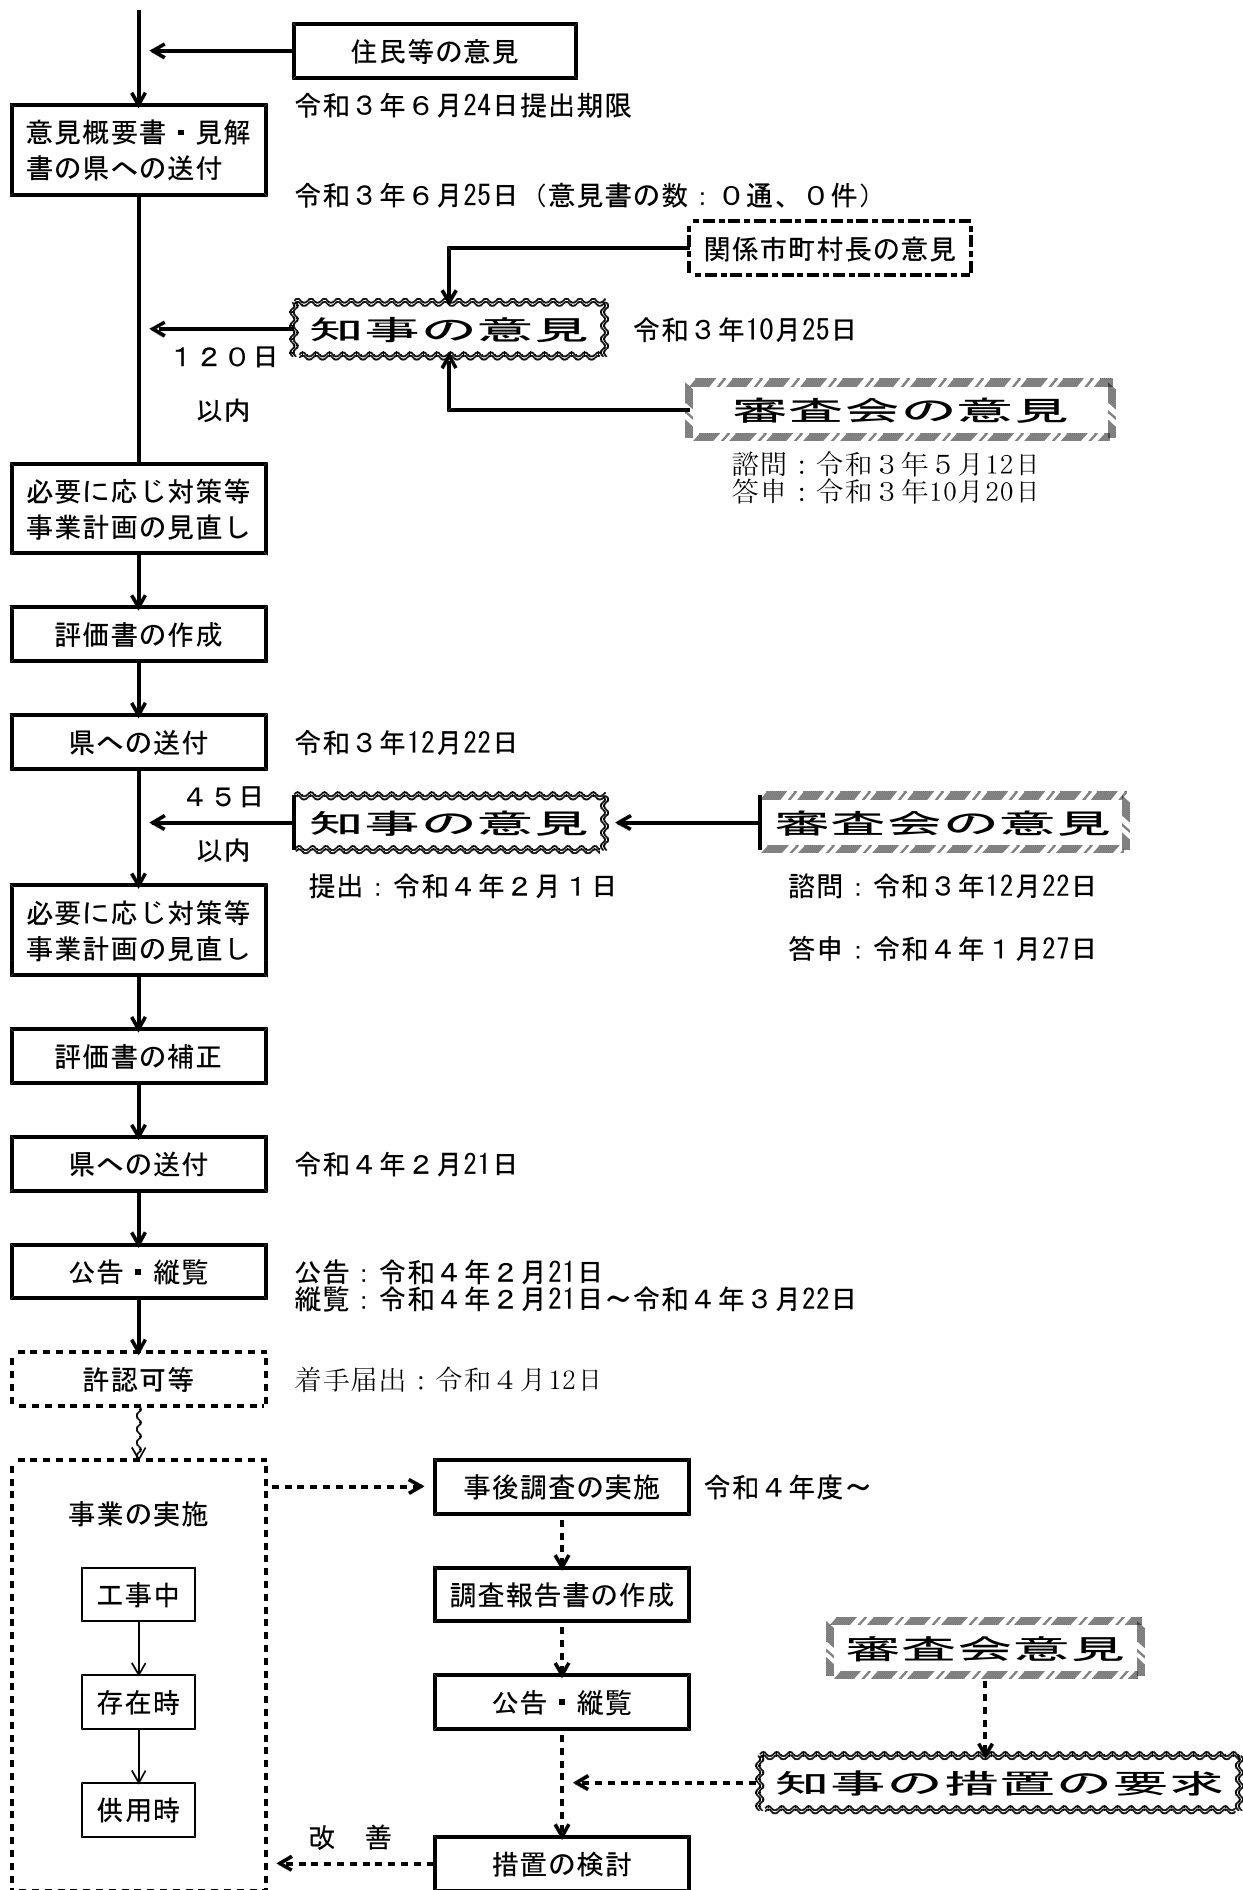 住民等の意見
令和３年６月24日提出期限
意見概要書・見解
書の県への送付
令和３年６月25日（意見書の数：０通、０件）
関係市町村長の意見
知事の意見
令和３年10月25日
１２０日
以内
審査会の意見
諮問：令和３年５月12日
答申：令和３年10月20日
必要に応じ対策等
事業計画の見直し
評価書の作成
県への送付
令和３年12月22日
４５日
以内
知事の意見
審査会の意見
提出：令和４年２月１日
諮問：令和３年12月22日
答申：令和４年１月27日
必要に応じ対策等
事業計画の見直し
評価書の補正
県への送付
令和４年２月21日
公告・縦覧
公告：令和４年２月21日
縦覧：令和４年２月21日～令和４年３月22日
許認可等
着手届出：令和４月12日
事業の実施
事後調査の実施
令和４年度～
工事中
調査報告書の作成
審査会意見
存在時
公告・縦覧
知事の措置の要求
供用時
改　善
措置の検討